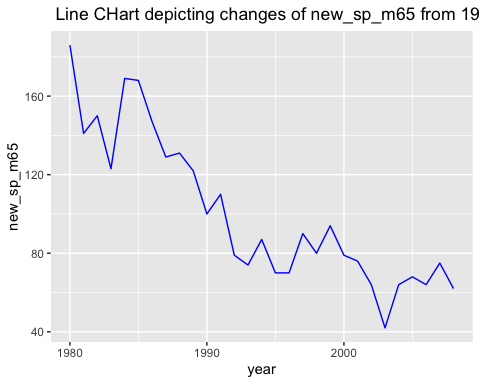 Line CHart depicting changes of new_sp_m65 from 19
160
120
80
40
new_sp_m65
1980
1990
2000
year